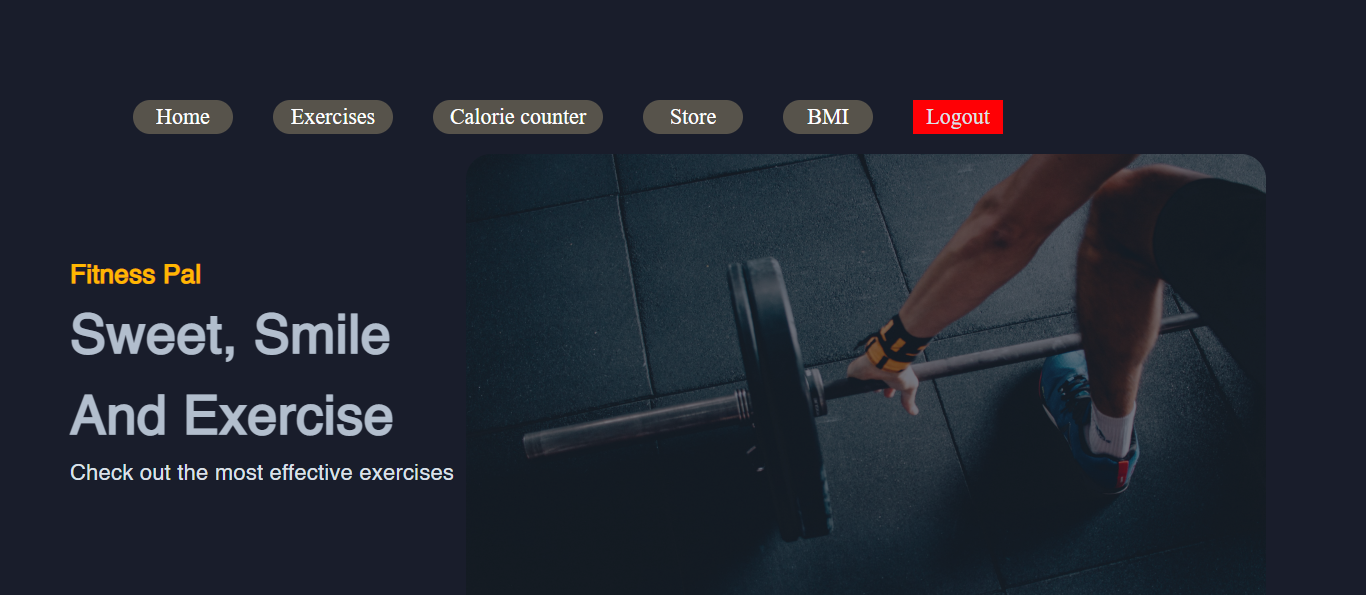 Home Exercises Calorie counter Store BMI Logout
Fitness Pal
Sweet, Smile
And Exercise
Check out the most effective exercises